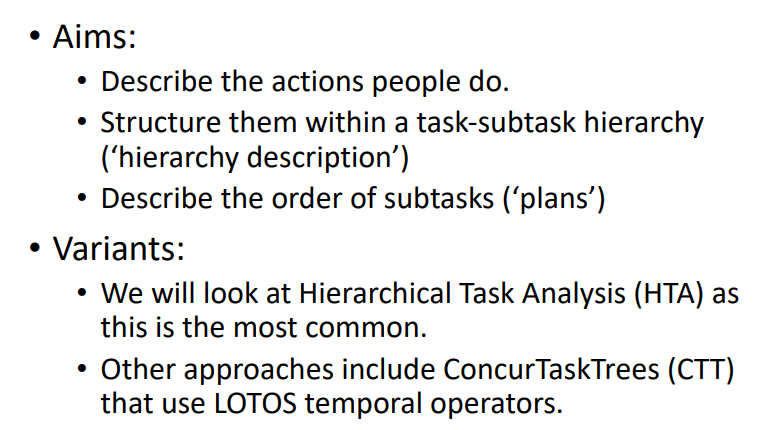 • Aims:
• Describe the actions people do.
• Structure them within a task-subtask hierarchy
(‘hierarchy description’)
• Describe the order of subtasks (‘plans’)
• Variants:
• We will look at Hierarchical Task Analysis (HTA) as
this is the most common.
• Other approaches include ConcurTaskTrees (CTT)
that use LOTOS temporal operators.